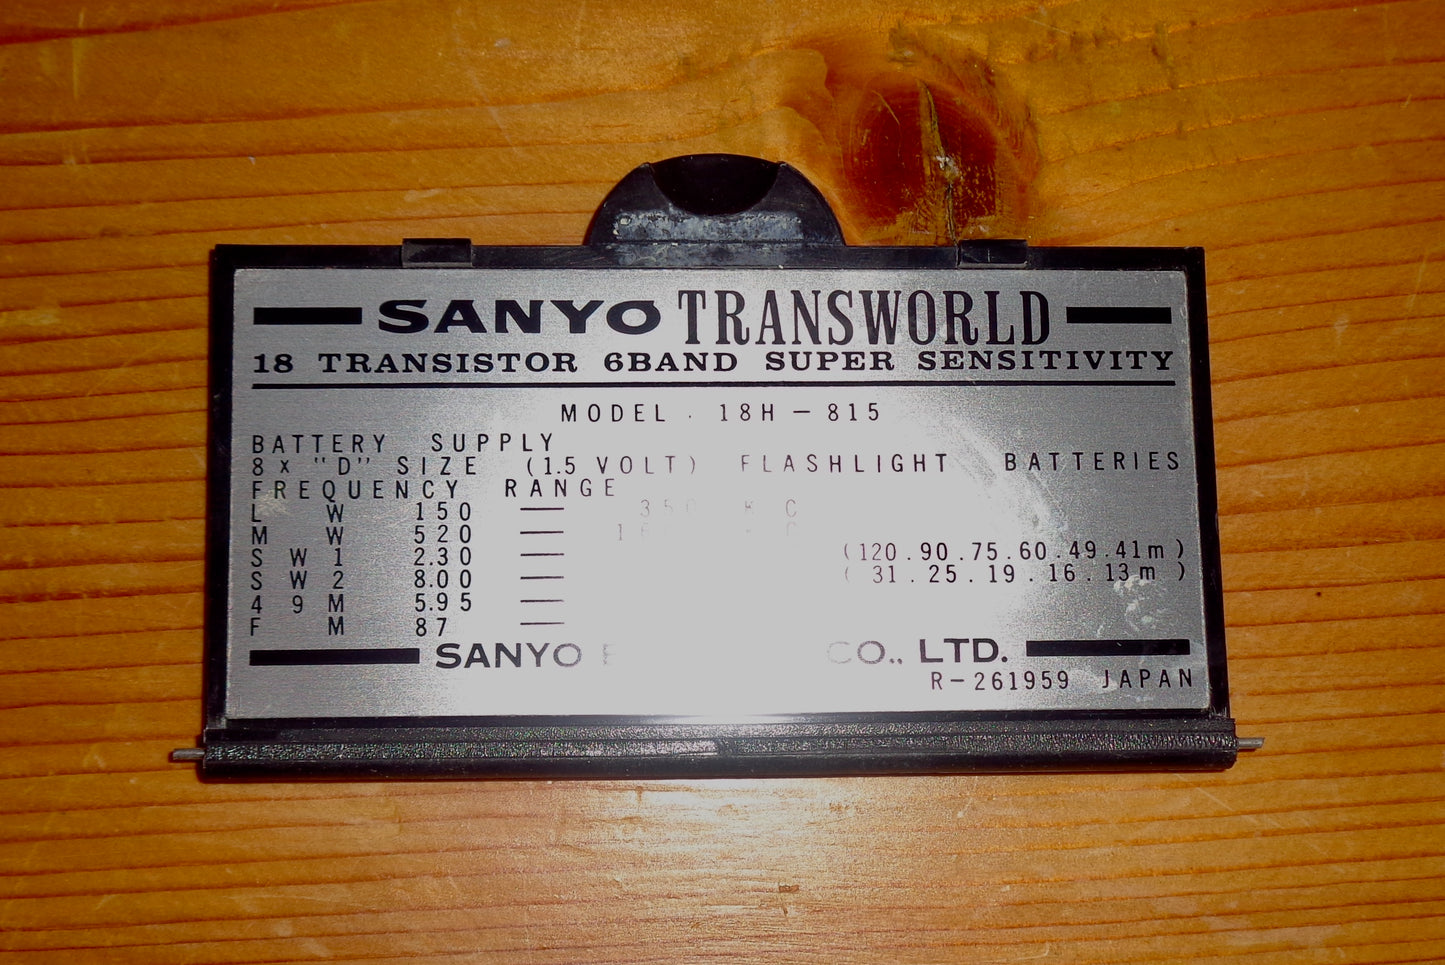 SANYO TRANSWORLD
18 TRANSISTOR 6BAND SUPER SENSITIVITY
MODEL . 18H - 815
BATTERY SUPPLY
8 x "D" SIZE (1.5 VOLT) FLASHLIGHT BATTERIES
FREQUENCY RANGE
L W 150 — 350 K C
M W 520 — K C
S W 1 2.30 — (120.90.75.60.49.41m)
S W 2 8.00 — ( 31.25.19.16.13m )
4 9 M 5.95 —
F M 87 —
SANYO CO., LTD.
R-261959 JAPAN